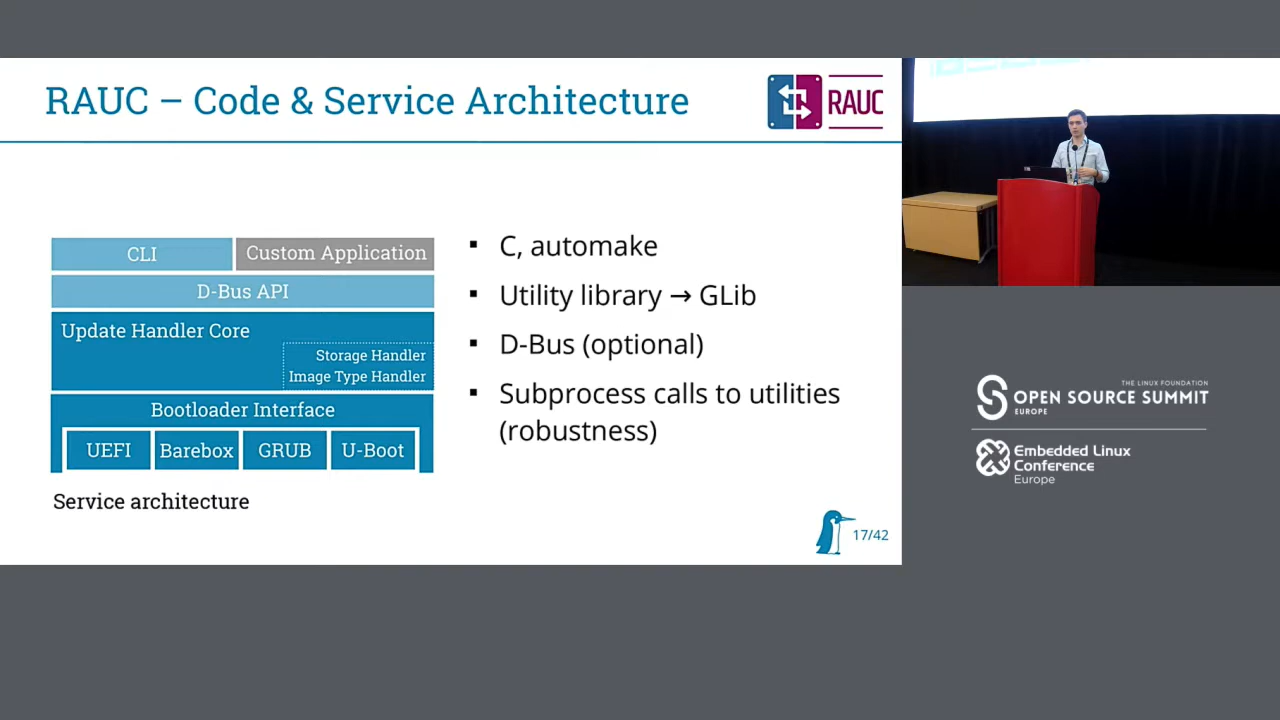 RAUC – Code & Service Architecture
RAUC
CLI
Custom Application
D-Bus API
Update Handler Core
Storage Handler
Image Type Handler
Bootloader Interface
UEFI
Barebox
GRUB
U-Boot
Service architecture
▪ C, automake
▪ Utility library → GLib
▪ D-Bus (optional)
▪ Subprocess calls to utilities
(robustness)
17/42
THE LINUX FOUNDATION
OPEN SOURCE SUMMIT
EUROPE
Embedded Linux
Conference
Europe